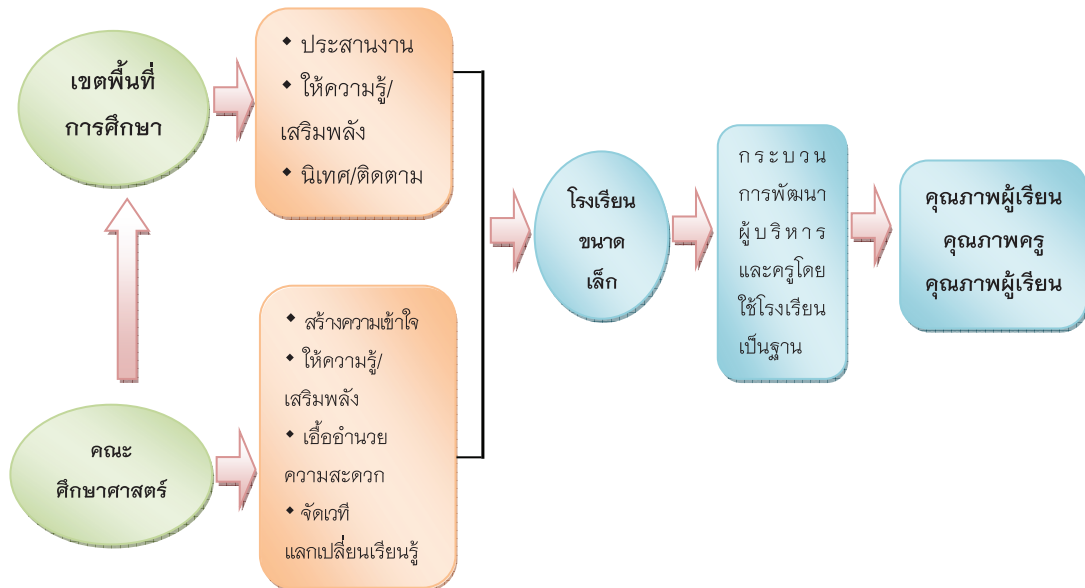 เขตพื้นที่
การศึกษา
◆ ประสานงาน
◆ ให้ความรู้/
เสริมพลัง
◆ นิเทศ/ติดตาม
คณะ
ศึกษาศาสตร์
◆ สร้างความเข้าใจ
◆ ให้ความรู้/
เสริมพลัง
◆ เอื้ออำนวย
ความสะดวก
◆ จัดเวที
แลกเปลี่ยนเรียนรู้
โรงเรียน
ขนาด
เล็ก
กระบวน
การพัฒนา
ผู้บริหาร
และครูโดย
ใช้โรงเรียน
เป็นฐาน
คุณภาพผู้เรียน
คุณภาพครู
คุณภาพผู้เรียน